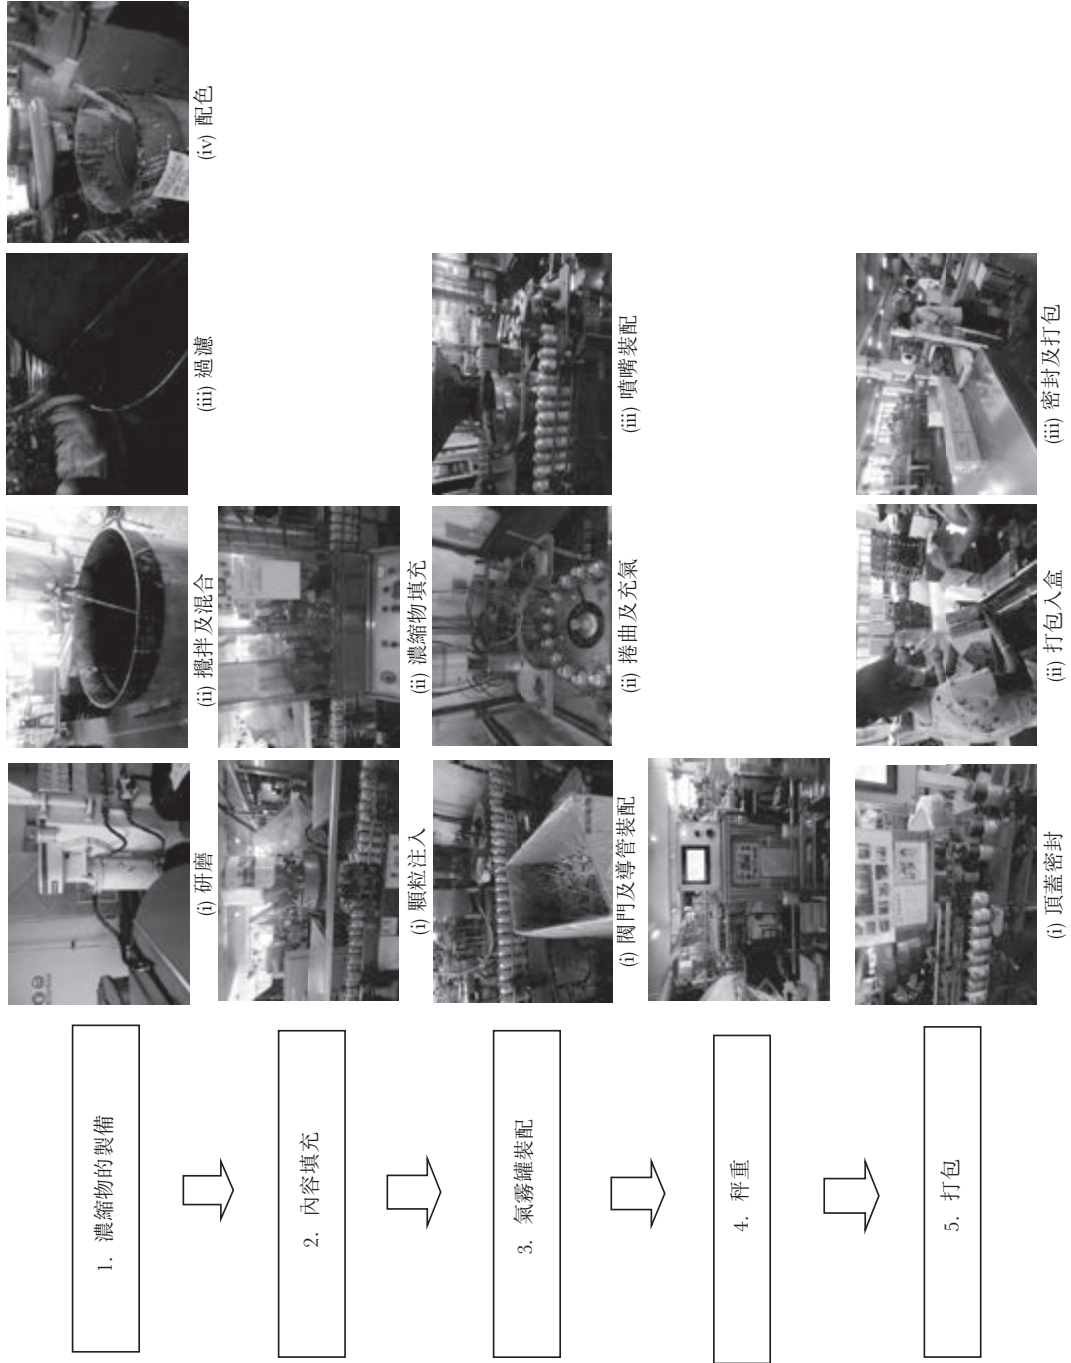 1. 濃縮物的製備
(i) 研磨
(ii) 攪拌及混合
(iii) 過濾
(iv) 配色
2. 內容填充
(i) 顆粒注入
(ii) 濃縮物填充
3. 氣霧罐裝配
(i) 閥門及導管裝配
(ii) 捲曲及充氣
(iii) 噴嘴裝配
4. 秤重
5. 打包
(i) 頂蓋密封
(ii) 打包入盒
(iii) 密封及打包